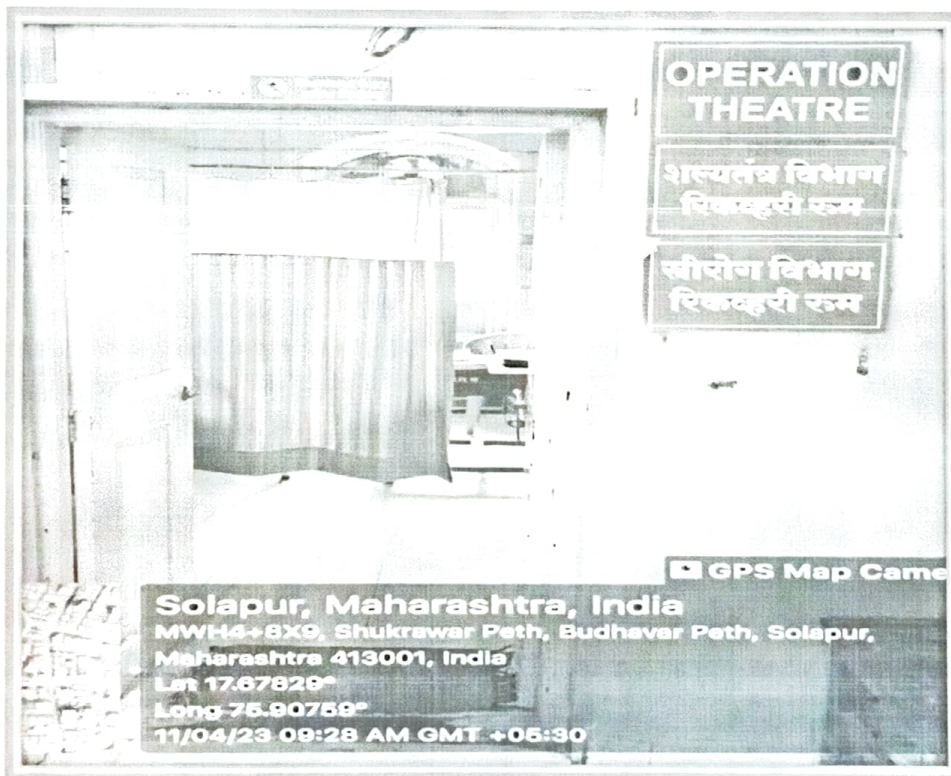 OPERATION
THEATRE
शल्यतंत्र विभाग
रिकव्हरी रुम
स्त्रीरोग विभाग
रिकव्हरी रुम
GPS Map Came
Solapur, Maharashtra, India
MWH4+8X9, Shukrawar Peth, Budhavar Peth, Solapur,
Maharashtra 413001, India
Lat 17.67829°
Long 75.90759°
11/04/23 09:28 AM GMT +05:30